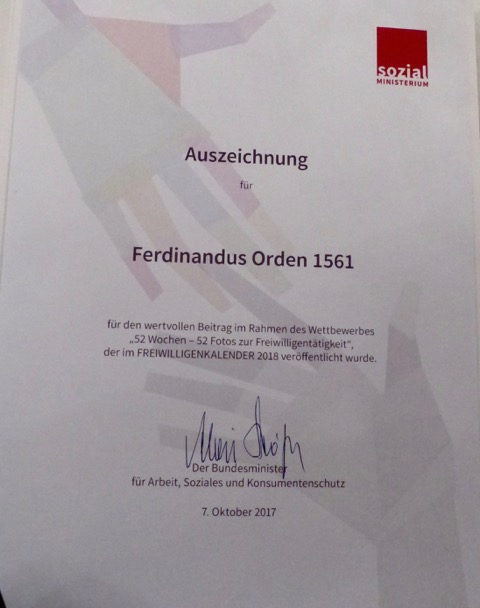 sozial
MINISTERIUM
Auszeichnung
für
Ferdinandus Orden 1561
für den wertvollen Beitrag im Rahmen des Wettbewerbes
„52 Wochen – 52 Fotos zur Freiwilligentätigkeit",
der im FREIWILLIGENKALENDER 2018 veröffentlicht wurde.
Der Bundesminister
für Arbeit, Soziales und Konsumentenschutz
7. Oktober 2017